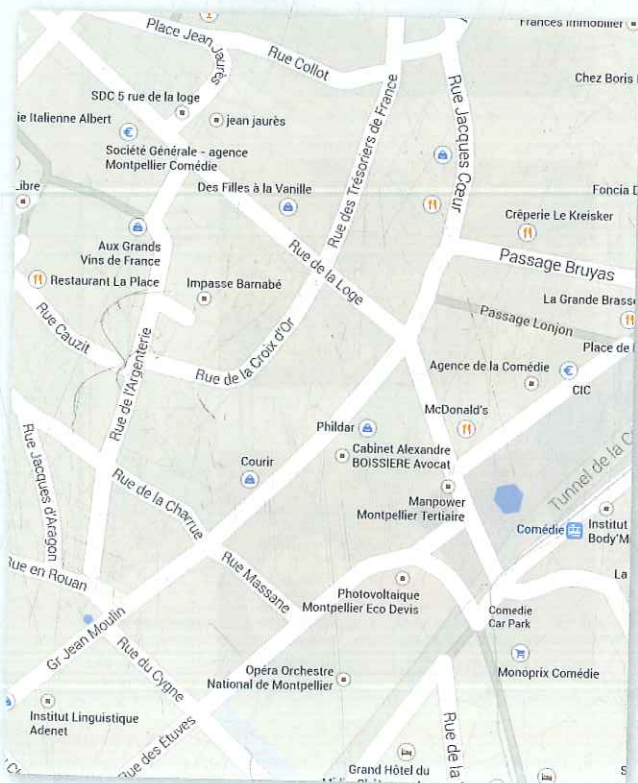 Place Jean Jaurès
Frances Immobilier
Rue Collot
Chez Boris
SDC 5 rue de la loge
jean jaurès
Rue des Trésoriers de France
Rue Jacques Cœur
ie Italienne Albert
Société Générale - agence
Montpellier Comédie
Libre
Des Filles à la Vanille
Foncia
Crêperie Le Kreisker
Aux Grands
Vins de France
Rue de la Loge
Passage Bruyas
Restaurant La Place
Impasse Barnabé
La Grande Brasse
Rue Cauzit
Passage Lonjon
Rue de la Croix d'Or
Place de
Rue de l'Argenterie
Agence de la Comédie
CIC
McDonald's
Phildar
Rue Jacques d'Aragon
Cabinet Alexandre
BOISSIERE Avocat
Courir
Rue de la Charrue
Tunnel de la C
Manpower
Montpellier Tertiaire
Comédie
Institut
Body'M
Rue en Rouan
Rue Massane
La
Photovoltaique
Montpellier Eco Devis
Comedie
Car Park
Gr Jean Moulin
Rue du Cygne
Monoprix Comédie
Opéra Orchestre
National de Montpellier
Institut Linguistique
Adenet
Rue des Étuves
Rue de la
Grand Hôtel du